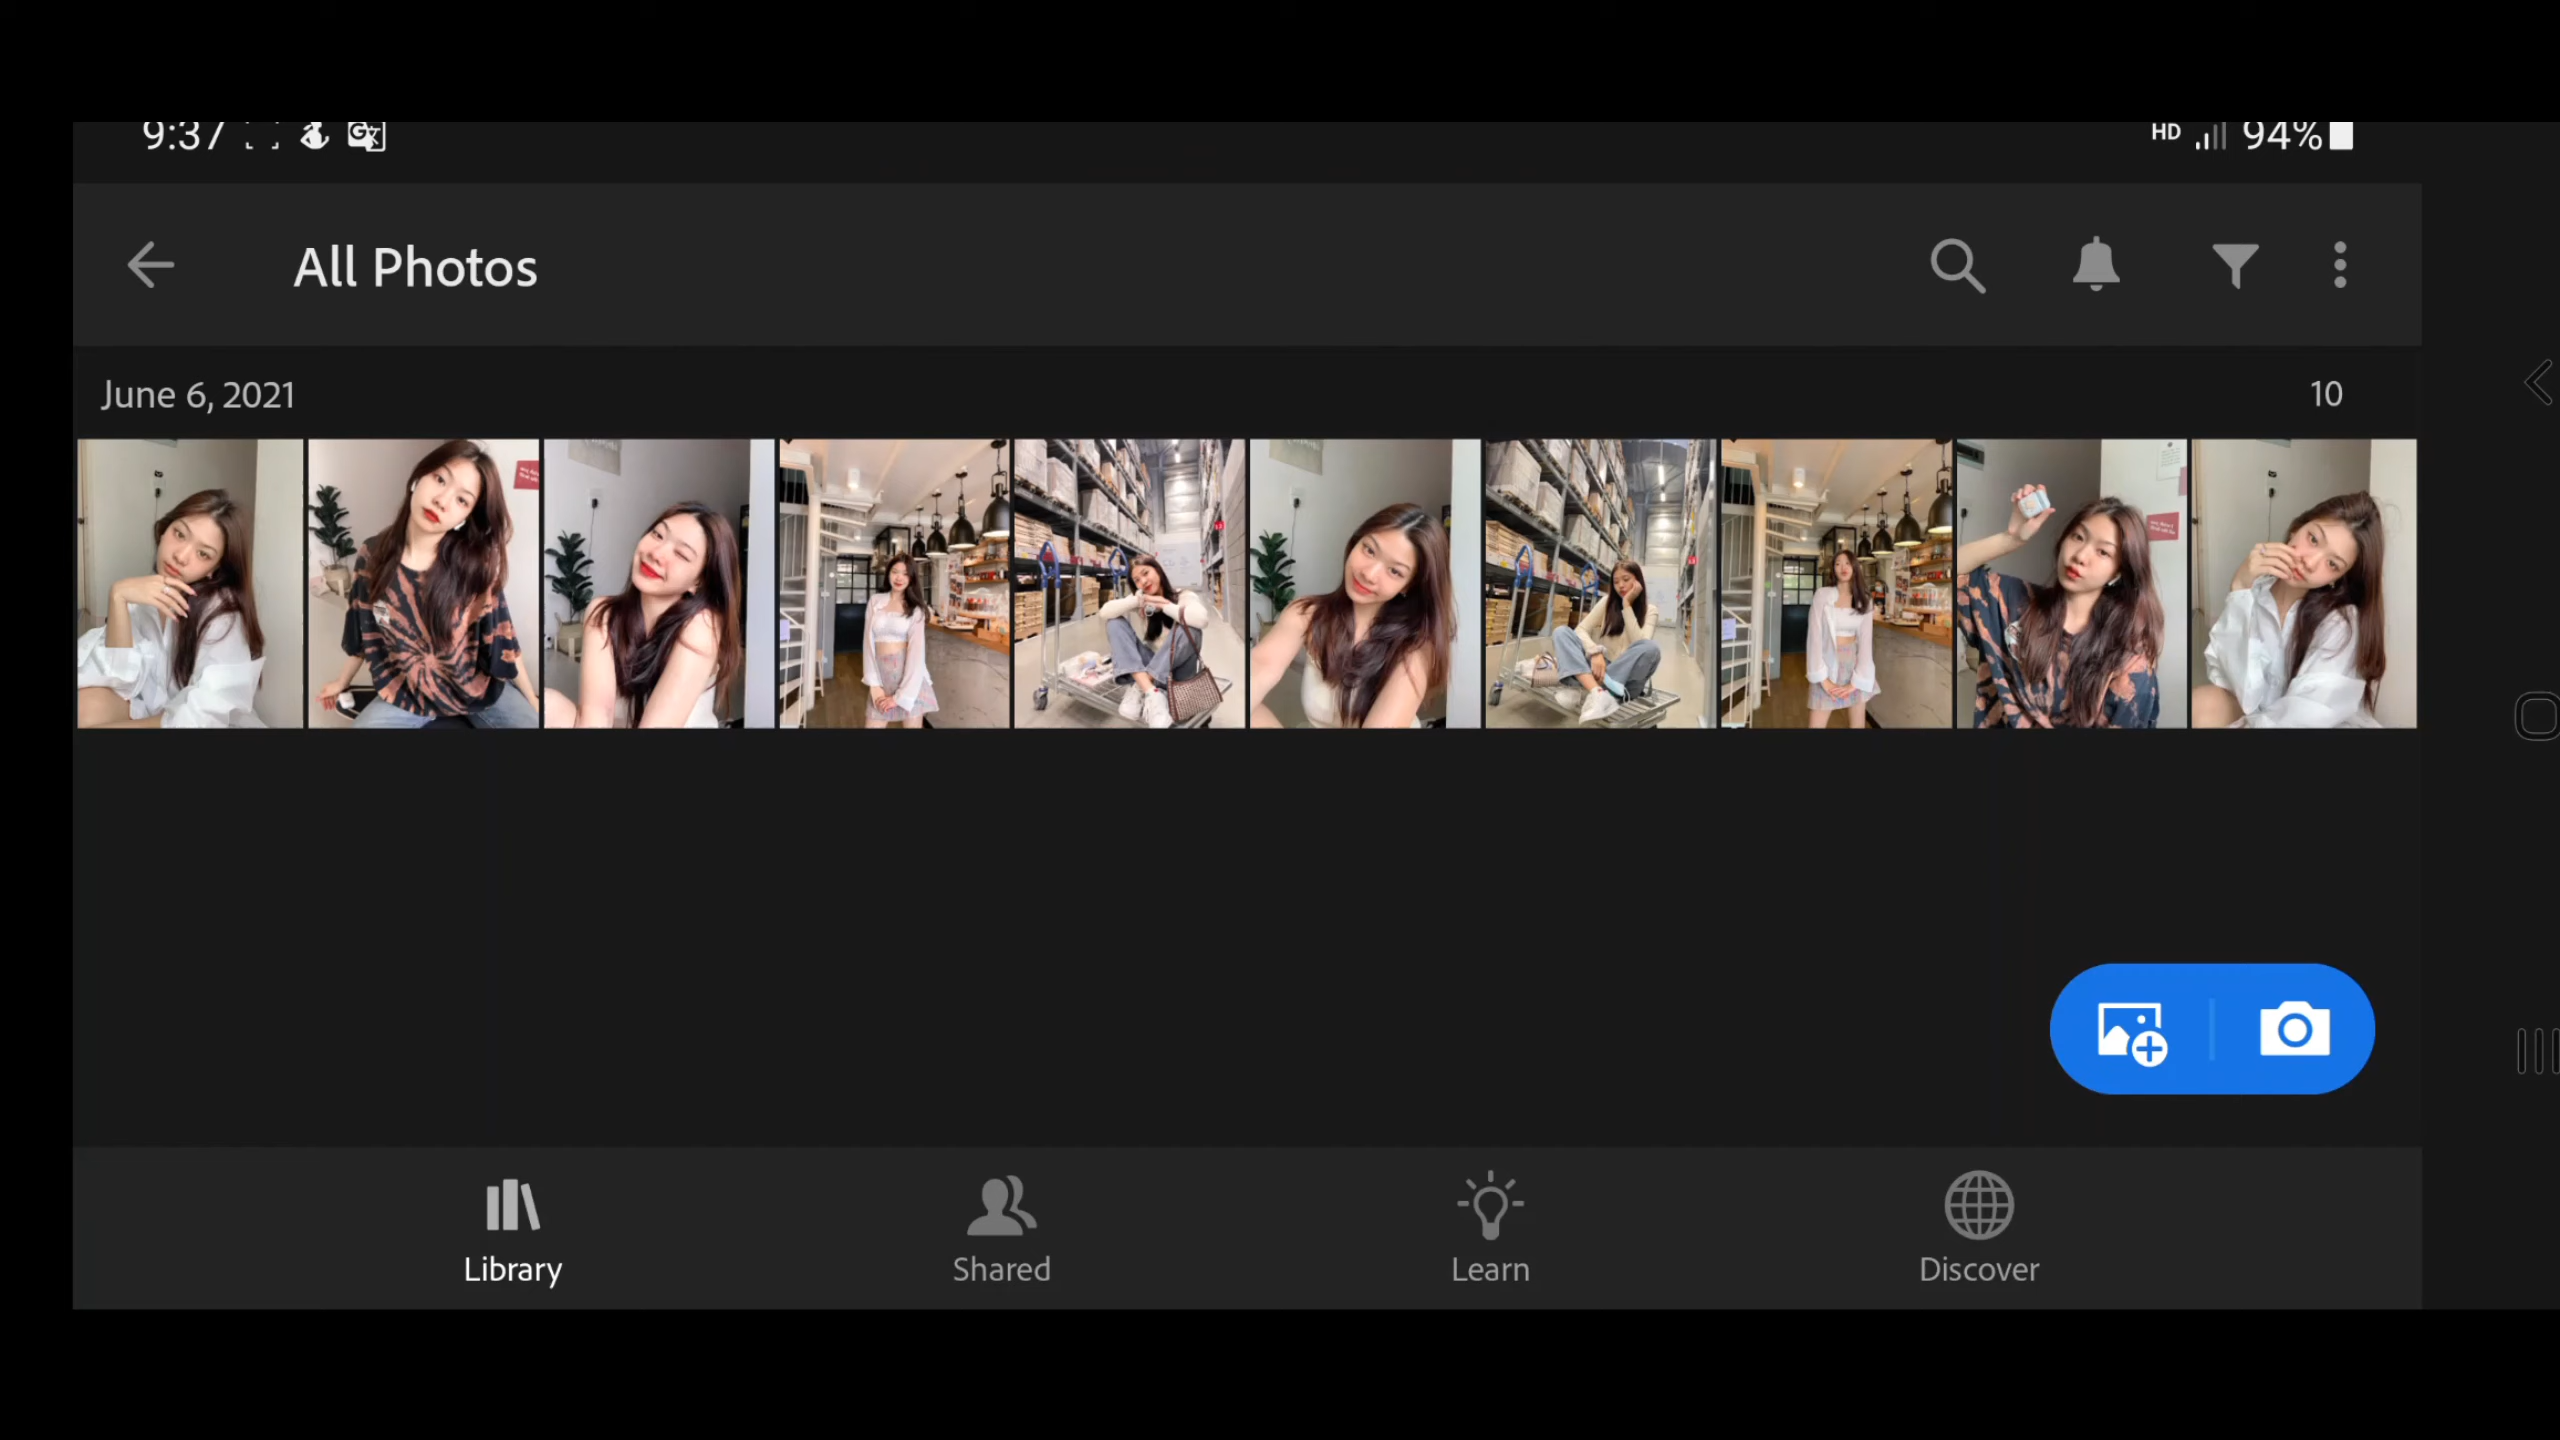 9:37
HD 94%
All Photos
June 6, 2021
10
Library
Shared
Learn
Discover